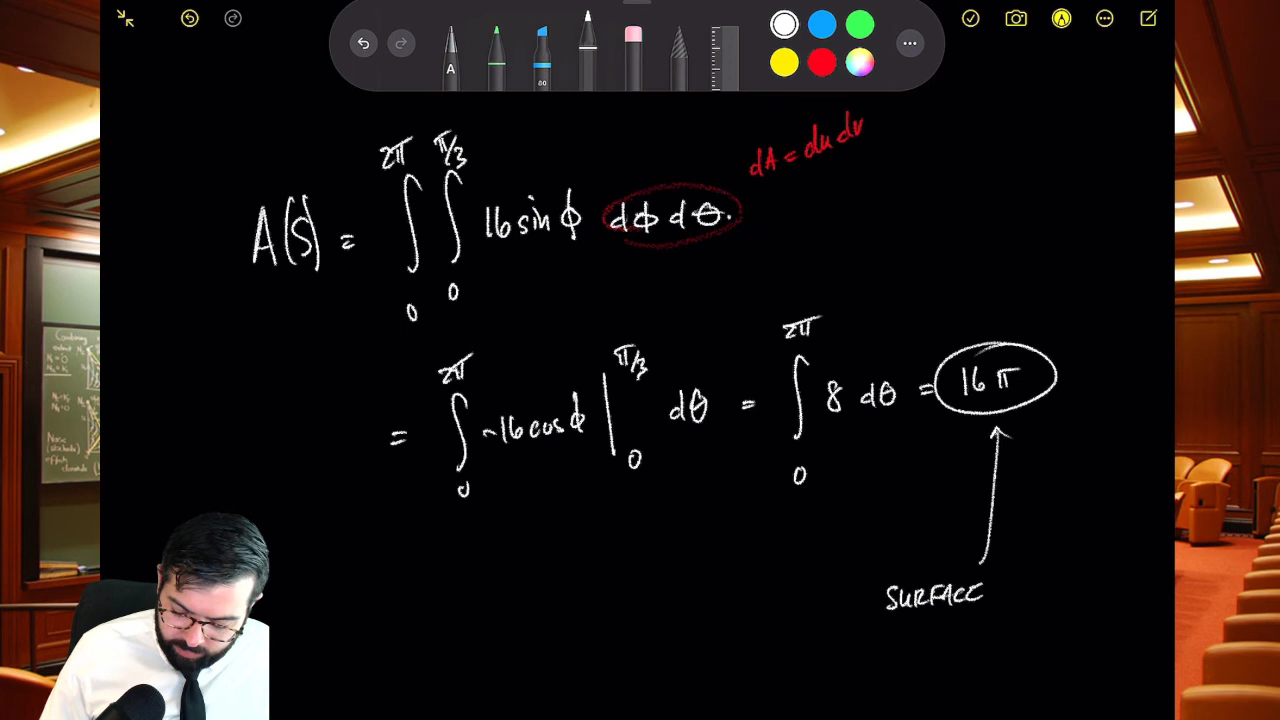 dA = du dv
A(S) = ∫₀^{2π} ∫₀^{π/3} 16 sin ϕ dϕ dθ.
= ∫₀^{2π} -16 cos ϕ |₀^{π/3} dθ = ∫₀^{2π} 8 dθ = 16π
SURFACE
A
80